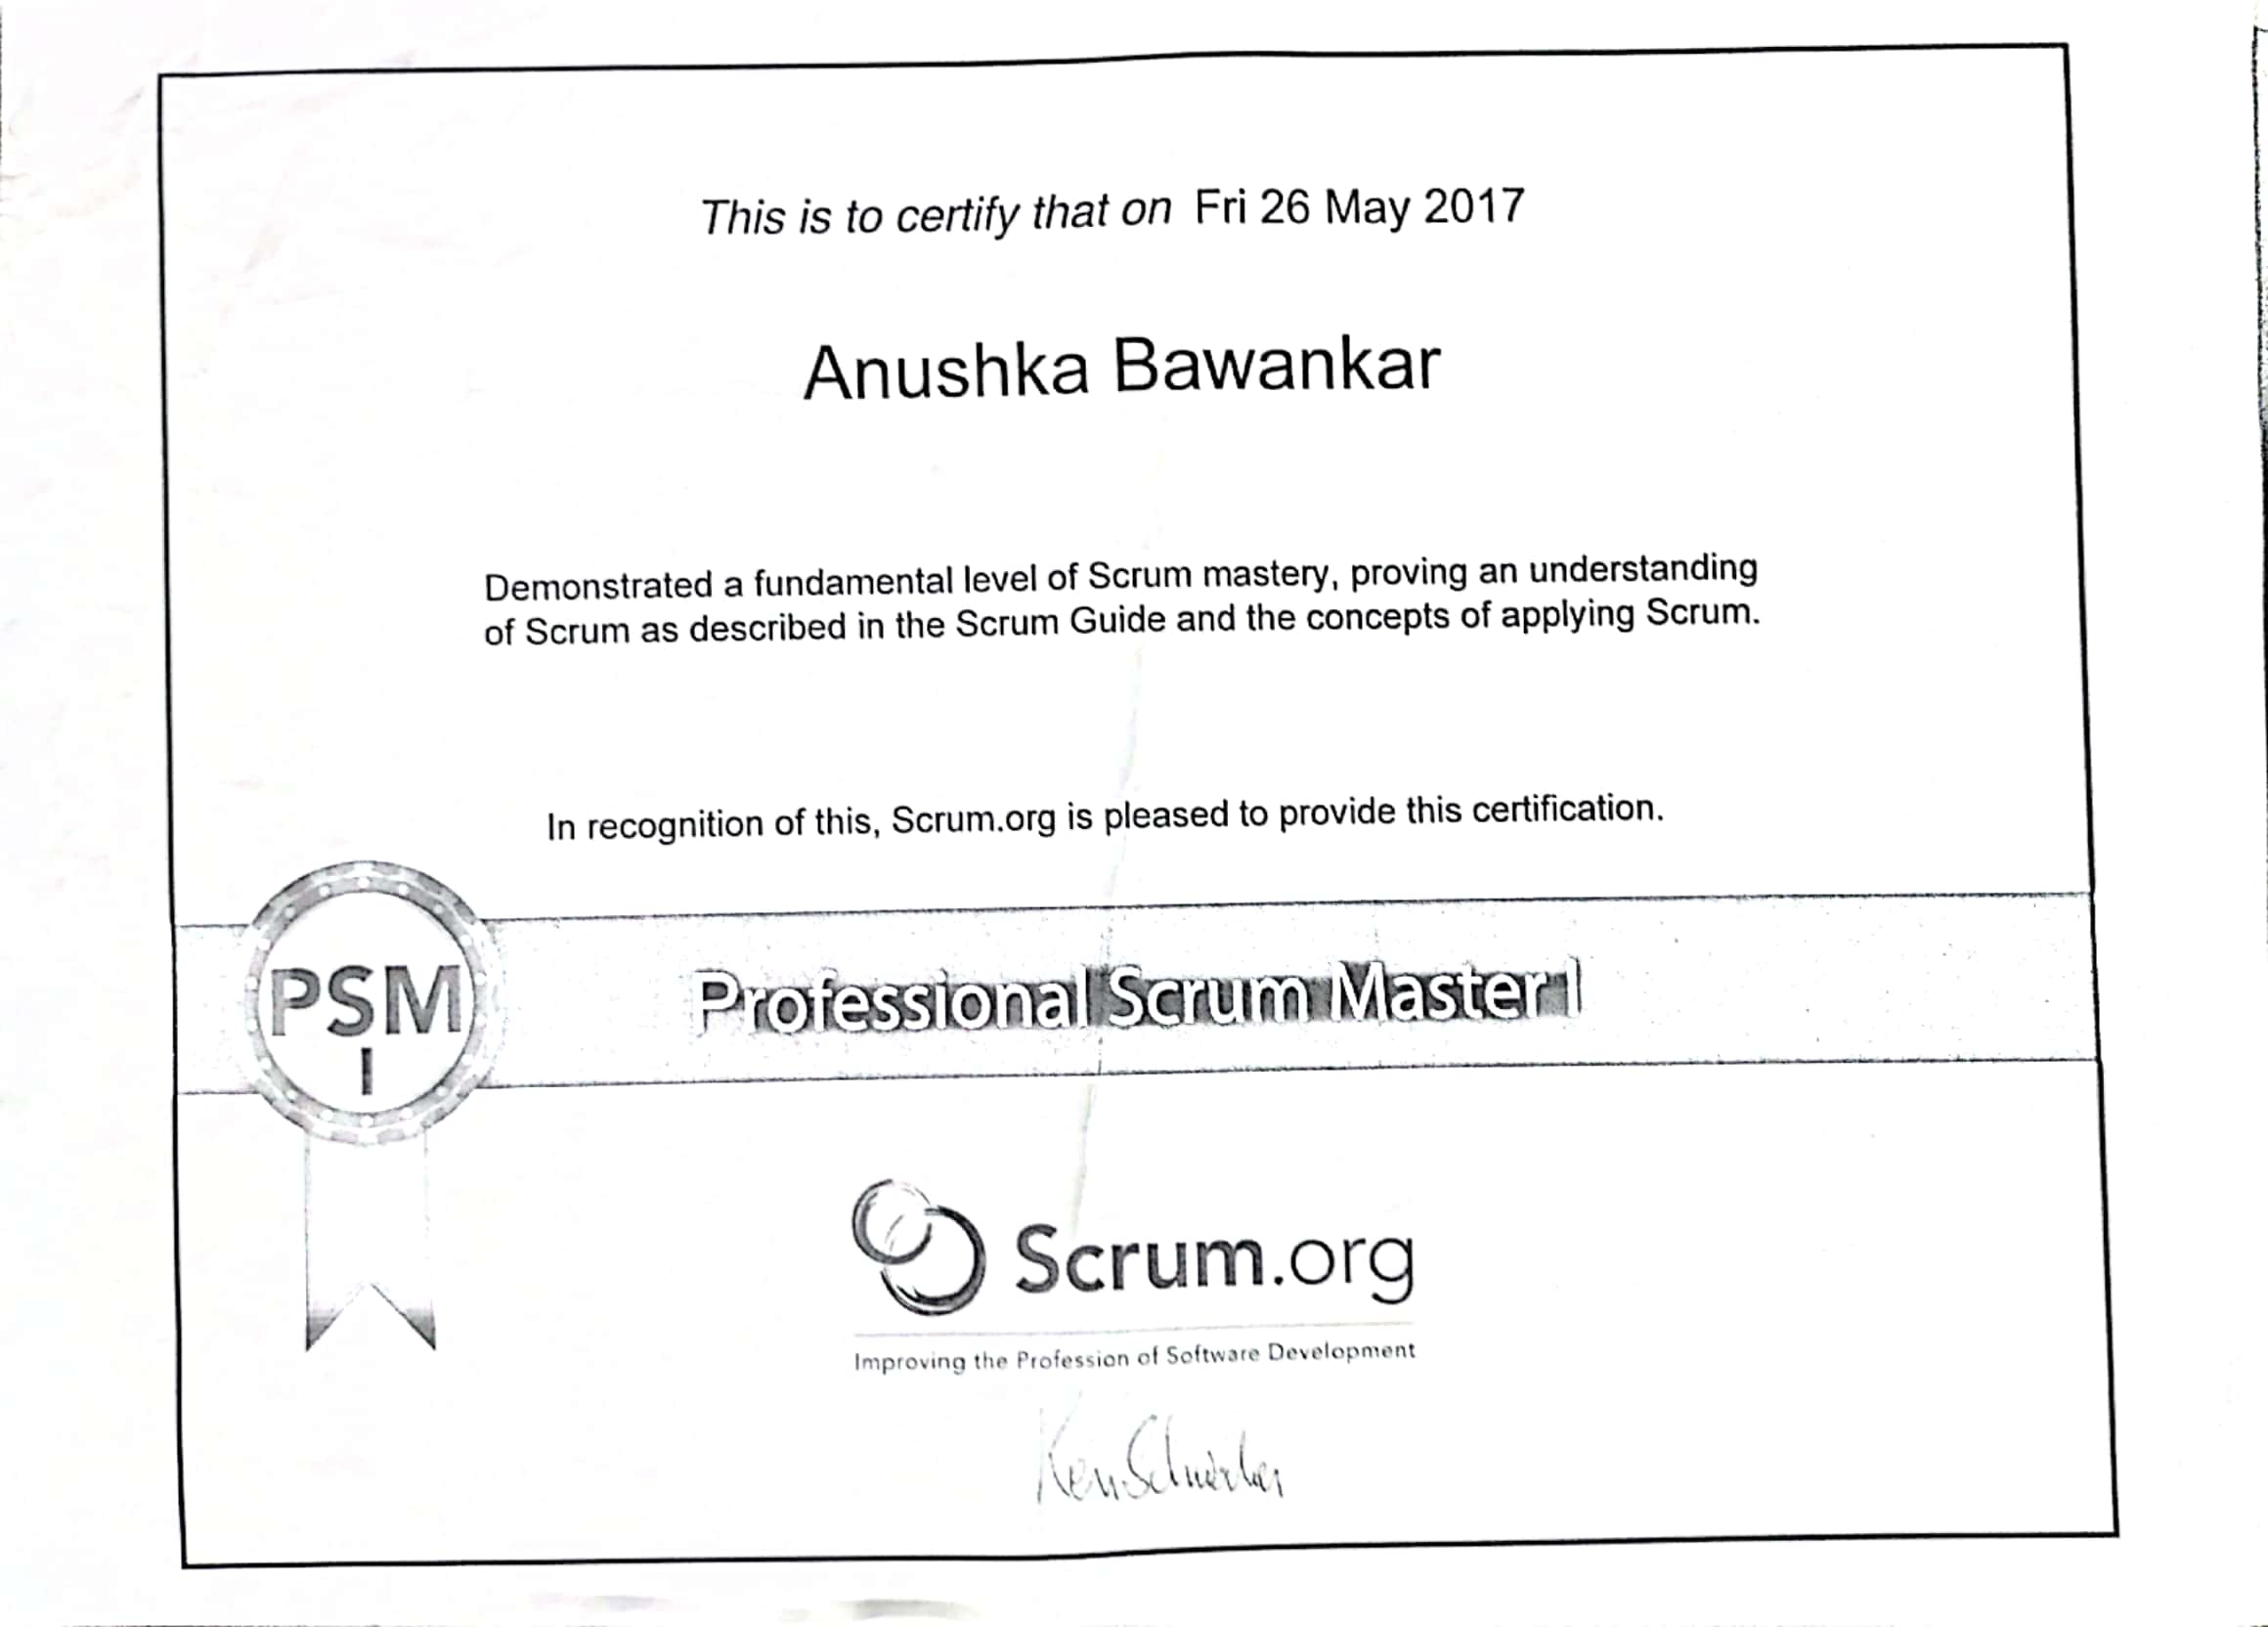 This is to certify that on Fri 26 May 2017
Anushka Bawankar
Demonstrated a fundamental level of Scrum mastery, proving an understanding
of Scrum as described in the Scrum Guide and the concepts of applying Scrum.
In recognition of this, Scrum.org is pleased to provide this certification.
PSM
I
Professional Scrum Master I
Scrum.org
Improving the Profession of Software Development
Ken Schwaber